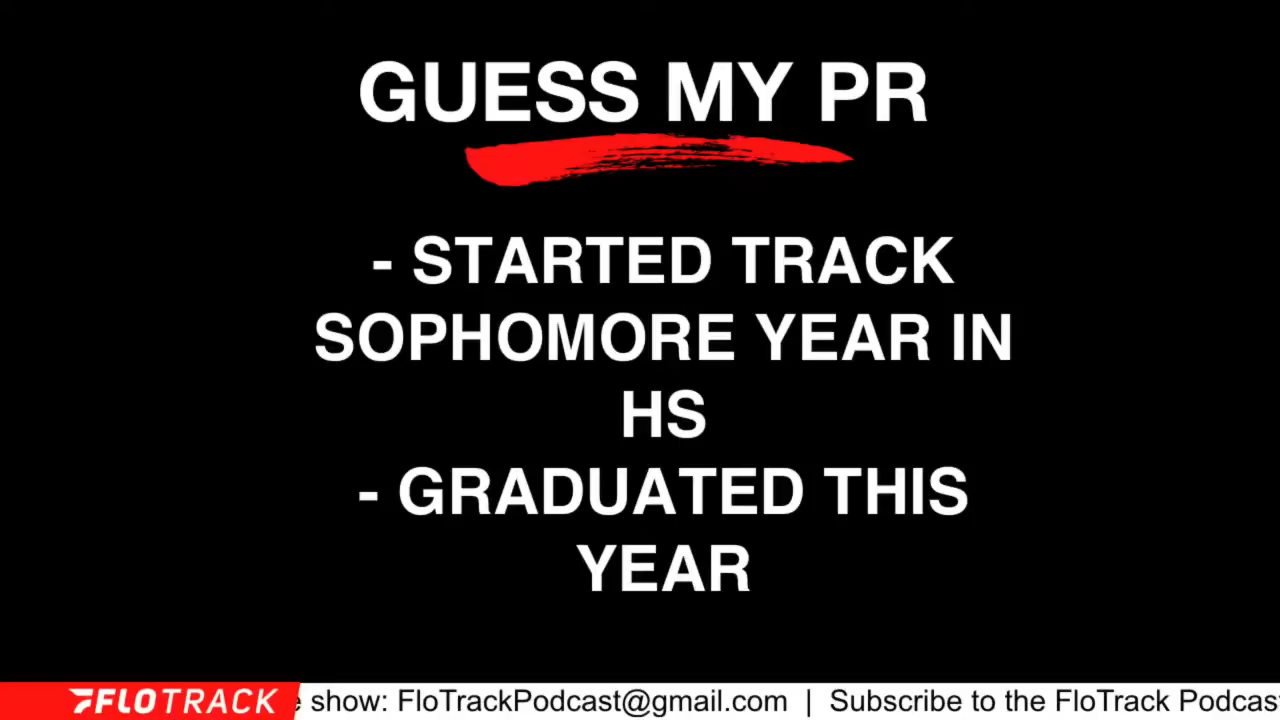 GUESS MY PR
- STARTED TRACK
SOPHOMORE YEAR IN
HS
- GRADUATED THIS
YEAR
FLOTRACK
show: FloTrackPodcast@gmail.com | Subscribe to the FloTrack